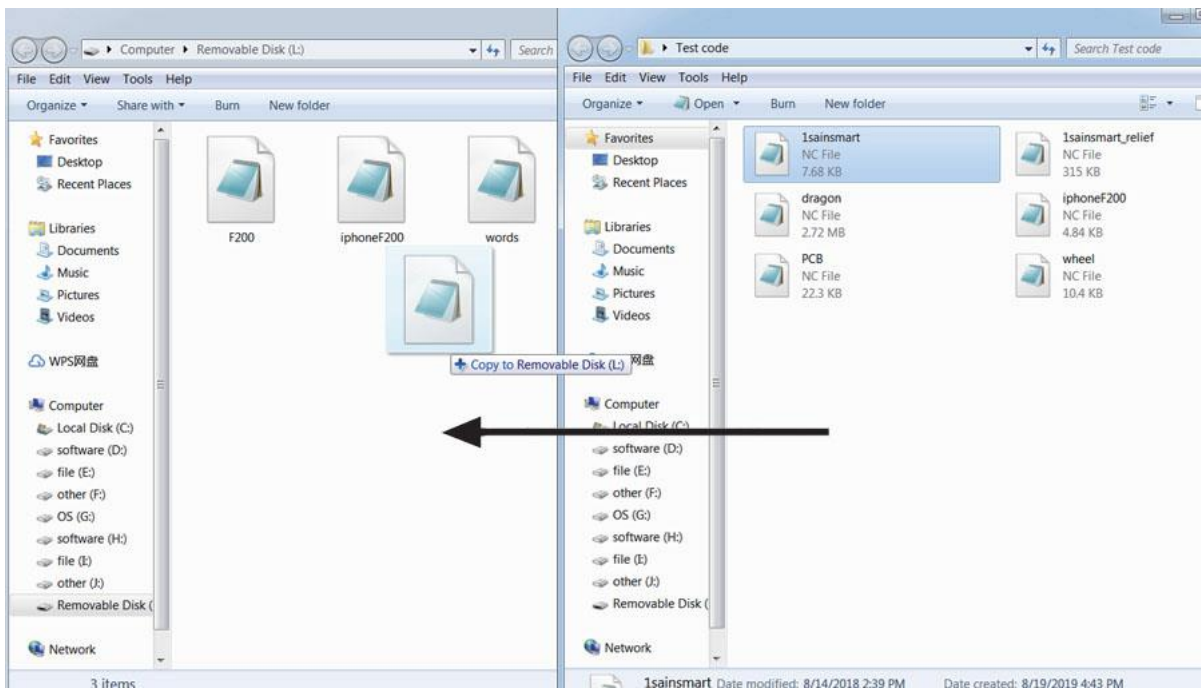 Computer ▸ Removable Disk (L:)
Search
File Edit View Tools Help
Organize Share with Burn New folder
Favorites
Desktop
Recent Places
Libraries
Documents
Music
Pictures
Videos
WPS网盘
Computer
Local Disk (C:)
software (D:)
file (E:)
other (F:)
OS (G:)
software (H:)
file (I:)
other (J:)
Removable Disk (
Network
F200
iphoneF200
words
Copy to Removable Disk (L:)
3 items
Test code
Search Test code
File Edit View Tools Help
Organize Open Burn New folder
Favorites
Desktop
Recent Places
Libraries
Documents
Music
Pictures
Videos
网盘
Computer
Local Disk (C:)
software (D:)
file (E:)
other (F:)
OS (G:)
software (H:)
file (I:)
other (J:)
Removable Disk (
Network
1sainsmart
NC File
7.68 KB
1sainsmart_relief
NC File
315 KB
dragon
NC File
2.72 MB
iphoneF200
NC File
4.84 KB
PCB
NC File
22.3 KB
wheel
NC File
10.4 KB
1sainsmart Date modified: 8/14/2018 2:39 PM Date created: 8/19/2019 4:43 PM